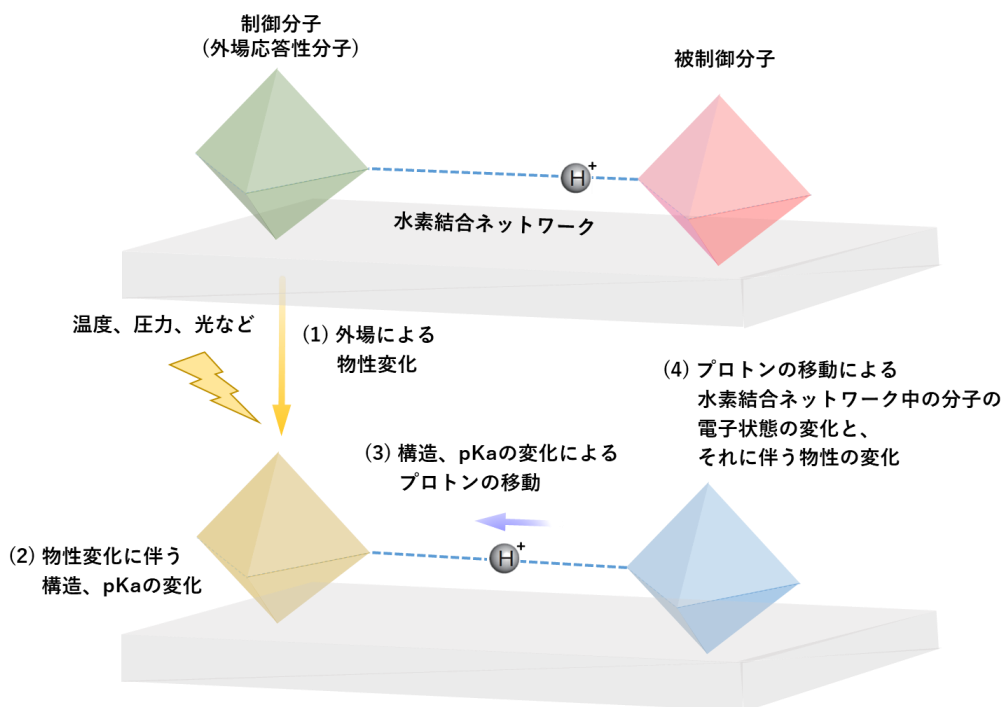 制御分子
（外場応答性分子）
被制御分子
H+
水素結合ネットワーク
温度、圧力、光など
(1) 外場による
物性変化
(4) プロトンの移動による
水素結合ネットワーク中の分子の
電子状態の変化と、
それに伴う物性の変化
(3) 構造、pKaの変化による
プロトンの移動
(2) 物性変化に伴う
構造、pKaの変化
H+